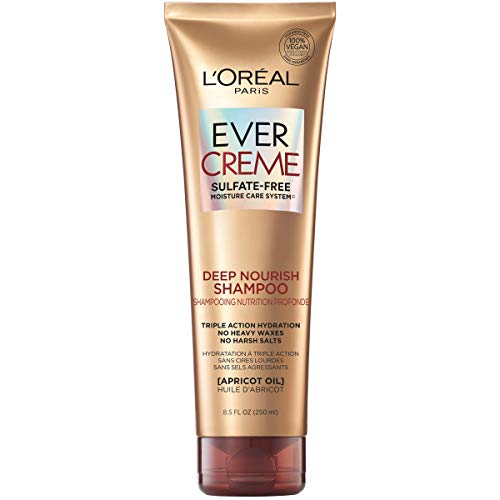 100% VEGAN
L'ORÉAL
PARIS
EVER
CREME
SULFATE-FREE
MOISTURE CARE SYSTEM
DEEP NOURISH
SHAMPOO
SHAMPOOING NUTRITION PROFONDE
TRIPLE ACTION HYDRATION
NO HEAVY WAXES
NO HARSH SALTS
HYDRATATION À TRIPLE ACTION
SANS CIRES LOURDES
SANS SELS AGRESSANTS
[APRICOT OIL]
HUILE D'ABRICOT
8.5 FL OZ (250 ml)